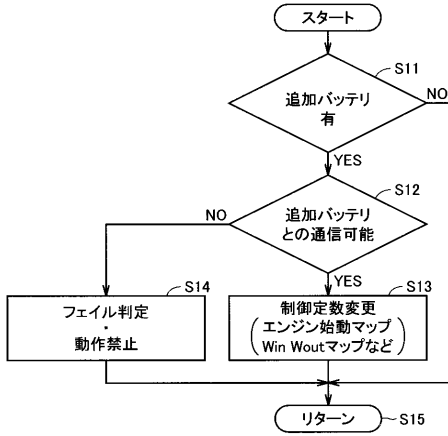 スタート
S11
追加バッテリ
有
NO
YES
S12
追加バッテリ
との通信可能
NO
YES
S14
フェイル判定
・
動作禁止
S13
制御定数変更
(エンジン始動マップ
Win Woutマップなど)
リターン
S15